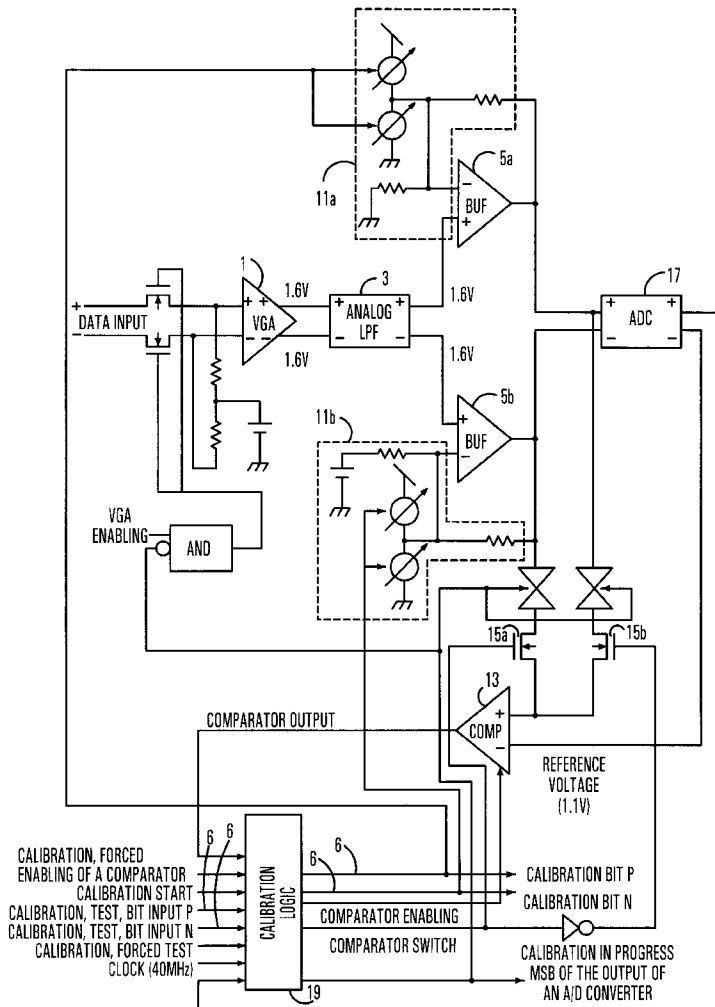 11a
5a
−
BUF
+
1
3
17
+
−
DATA INPUT
+ +
VGA
− −
1.6V
1.6V
+ +
ANALOG
LPF
− −
1.6V
1.6V
+ +
ADC
− −
5b
+
BUF
−
11b
VGA
ENABLING
AND
15a
15b
13
+
COMP
−
COMPARATOR OUTPUT
REFERENCE
VOLTAGE
(1.1V)
6 6
CALIBRATION, FORCED
ENABLING OF A COMPARATOR
CALIBRATION START
CALIBRATION, TEST, BIT INPUT P
CALIBRATION, TEST, BIT INPUT N
CALIBRATION, FORCED TEST
CLOCK (40MHz)
CALIBRATION
LOGIC
19
6
6
CALIBRATION BIT P
CALIBRATION BIT N
COMPARATOR ENABLING
COMPARATOR SWITCH
CALIBRATION IN PROGRESS
MSB OF THE OUTPUT OF
AN A/D CONVERTER